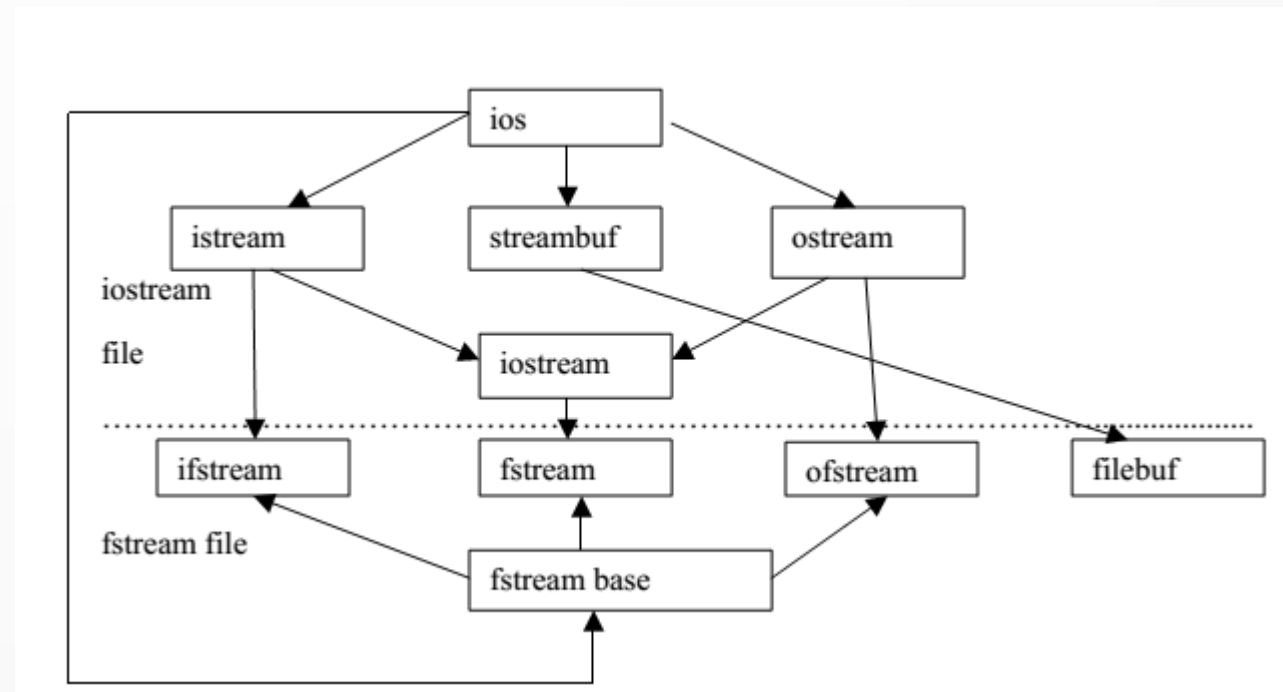 ios
istream
streambuf
ostream
iostream
file
iostream
ifstream
fstream
ofstream
filebuf
fstream file
fstream base